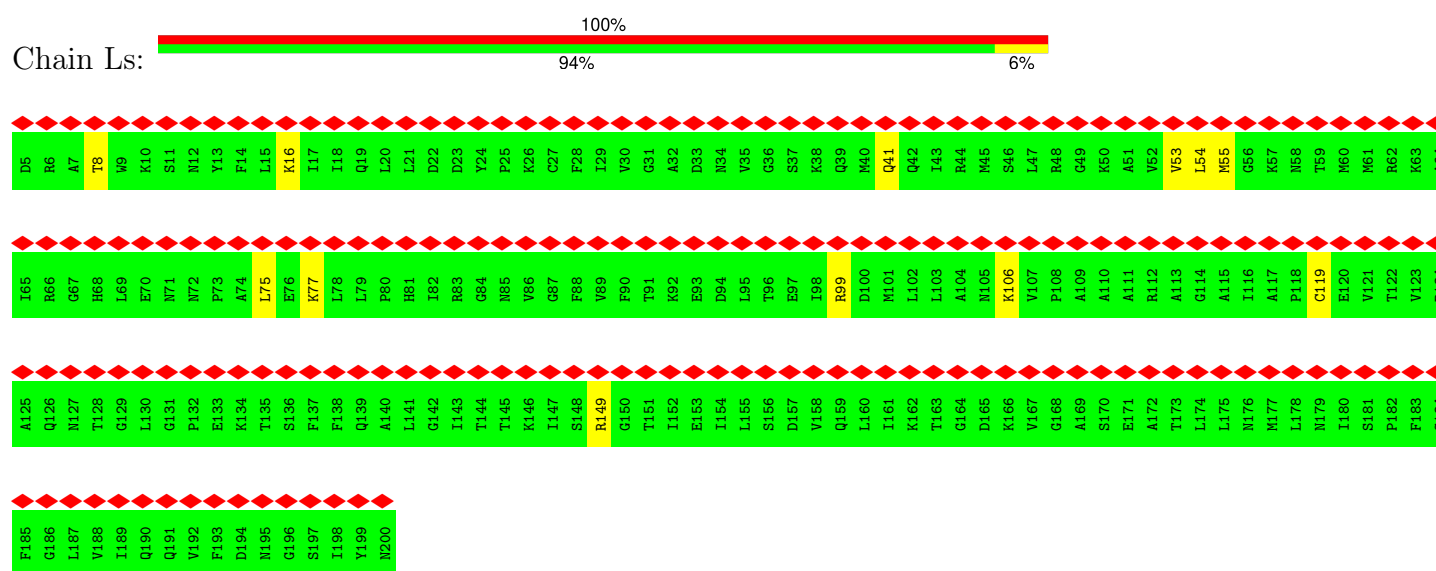 100%
Chain Ls:
94% 6%
D5 R6 A7 T8 W9 K10 S11 N12 Y13 F14 L15 K16 I17 I18 Q19 L20 L21 D22 D23 Y24 P25 K26 C27 F28 I29 V30 G31 A32 D33 N34 V35 G36 S37 K38 Q39 M40 Q41 Q42 I43 R44 M45 S46 L47 R48 G49 K50 A51 V52 V53 L54 M55 G56 K57 N58 T59 M60 M61 R62 K63
I65 R66 G67 H68 L69 E70 N71 N72 P73 A74 L75 E76 K77 L78 L79 P80 H81 I82 R83 G84 N85 V86 G87 F88 V89 F90 T91 K92 E93 D94 L95 T96 E97 I98 R99 D100 M101 L102 L103 A104 N105 K106 V107 P108 A109 A110 A111 R112 A113 G114 A115 I116 A117 P118 C119 E120 V121 T122 V123
A125 Q126 N127 T128 G129 L130 G131 P132 E133 K134 T135 S136 F137 F138 Q139 A140 L141 G142 I143 T144 T145 K146 I147 S148 R149 G150 T151 I152 E153 I154 L155 S156 D157 V158 Q159 L160 I161 K162 T163 G164 D165 K166 V167 G168 A169 S170 E171 A172 T173 L174 L175 N176 M177 L178 N179 I180 S181 P182 F183
F185 G186 L187 V188 I189 Q190 Q191 V192 F193 D194 N195 G196 S197 I198 Y199 N200